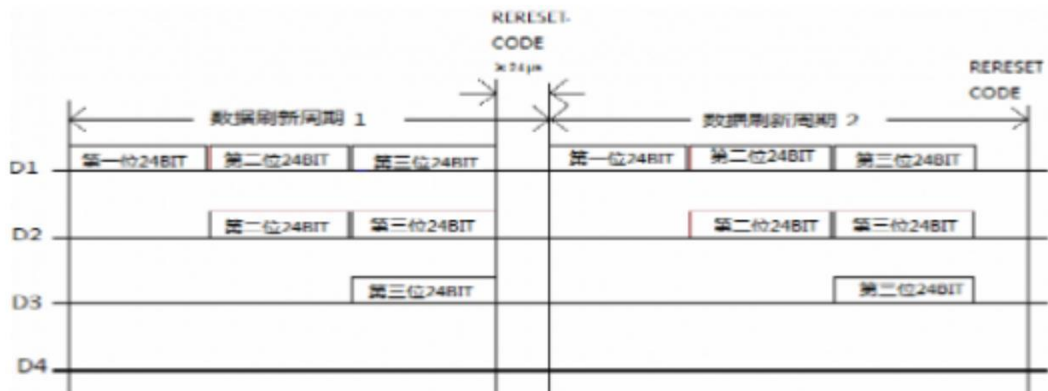 RERESET-
CODE
≥24μs
RERESET
CODE
数据刷新周期 1
数据刷新周期 2
D1 第一位24BIT 第二位24BIT 第三位24BIT 第一位24BIT 第二位24BIT 第三位24BIT
D2 第二位24BIT 第三位24BIT 第二位24BIT 第三位24BIT
D3 第三位24BIT 第三位24BIT
D4